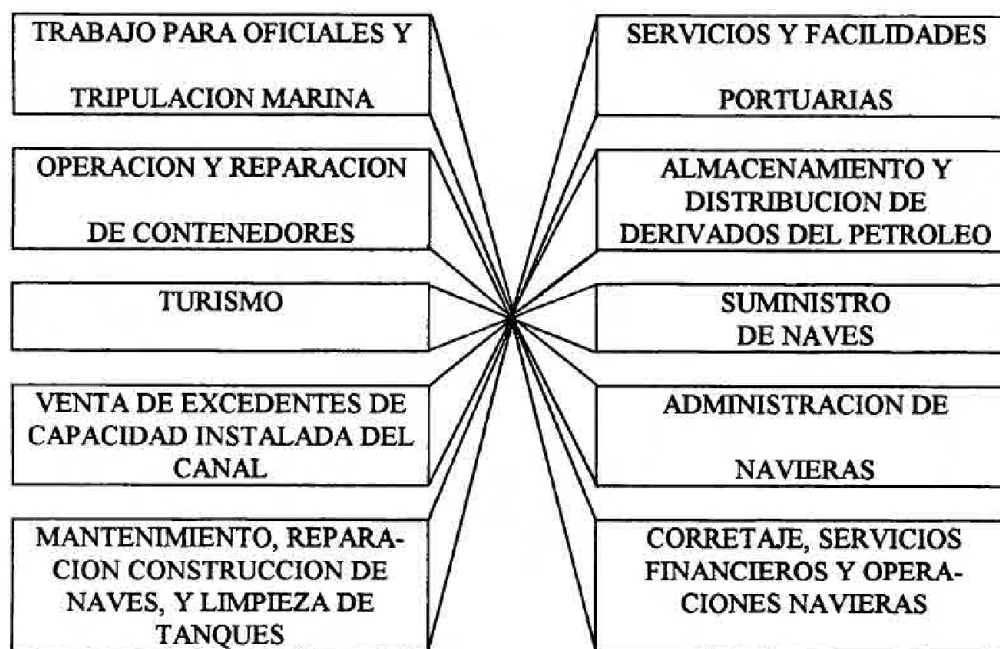 TRABAJO PARA OFICIALES Y
TRIPULACION MARINA
OPERACION Y REPARACION
DE CONTENEDORES
TURISMO
VENTA DE EXCEDENTES DE
CAPACIDAD INSTALADA DEL
CANAL
MANTENIMIENTO, REPARA-
CION CONSTRUCCION DE
NAVES, Y LIMPIEZA DE
TANQUES
SERVICIOS Y FACILIDADES
PORTUARIAS
ALMACENAMIENTO Y
DISTRIBUCION DE
DERIVADOS DEL PETROLEO
SUMINISTRO
DE NAVES
ADMINISTRACION DE
NAVIERAS
CORRETAJE, SERVICIOS
FINANCIEROS Y OPERA-
CIONES NAVIERAS